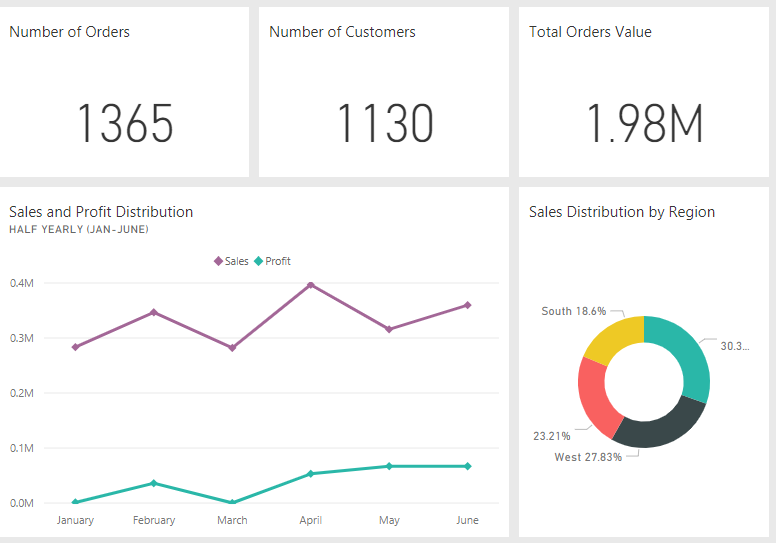 Number of Orders
1365
Number of Customers
1130
Total Orders Value
1.98M
Sales and Profit Distribution
HALF YEARLY (JAN-JUNE)
Sales Profit
0.4M
0.3M
0.2M
0.1M
0.0M
January February March April May June
Sales Distribution by Region
South 18.6%
30.3...
23.21%
West 27.83%